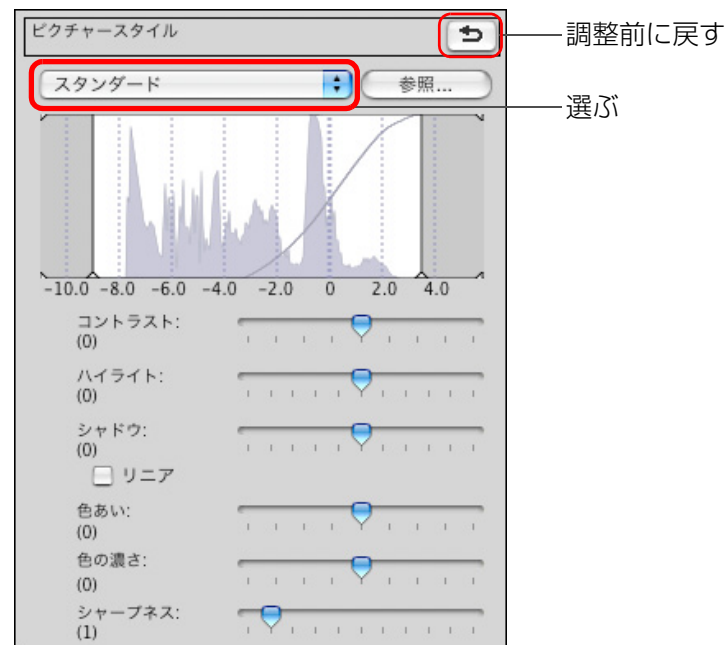 ピクチャースタイル
調整前に戻す
スタンダード
参照...
選ぶ
-10.0 -8.0 -6.0 -4.0 -2.0 0 2.0 4.0
コントラスト:
(0)
ハイライト:
(0)
シャドウ:
(0)
リニア
色あい:
(0)
色の濃さ:
(0)
シャープネス:
(1)